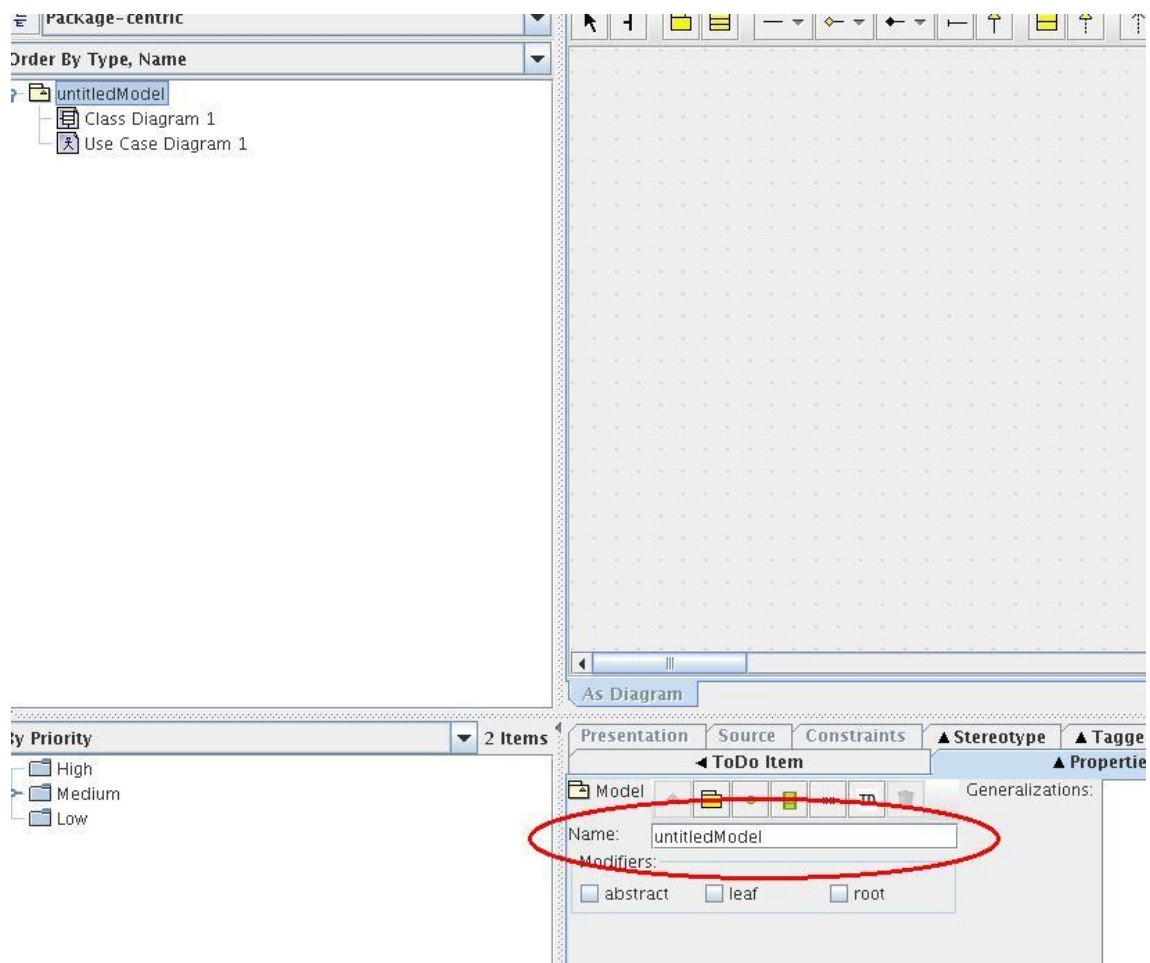 Package-centric
Order By Type, Name
untitledModel
Class Diagram 1
Use Case Diagram 1
As Diagram
By Priority
2 Items
High
Medium
Low
Presentation Source Constraints Stereotype Tagge
ToDo Item Propertie
Model
TD
Generalizations:
Name: untitledModel
Modifiers:
abstract leaf root